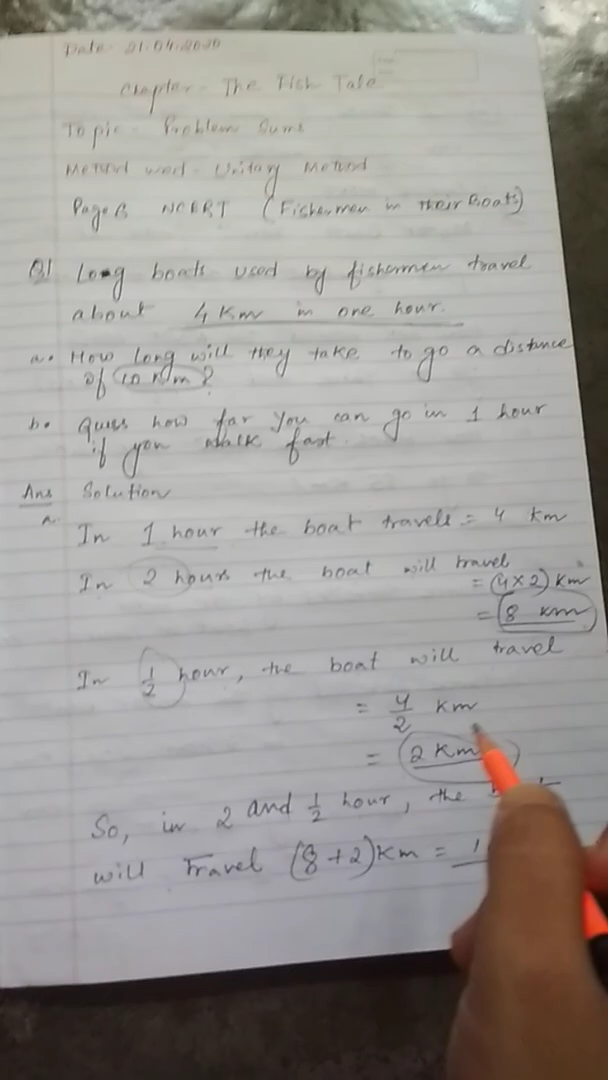 Date- 21.04.2020
Chapter- The Fish Tale
Topic- Problem Sums
Method used- Unitary Method
Page 8 NCERT (Fishermen in their Boats)
Q1 Long boats used by fishermen travel
about 4 Km in one hour.
a. How long will they take to go a distance
of 10 Km?
b. Guess how far you can go in 1 hour
if you walk fast.
Ans Solution
a. In 1 hour the boat travels = 4 Km
In 2 hours the boat will travel
= (4×2) Km
= 8 km
In 1/2 hour, the boat will travel
= 4/2 Km
= 2 Km
So, in 2 and 1/2 hour, the
will Travel (8+2)Km = 1